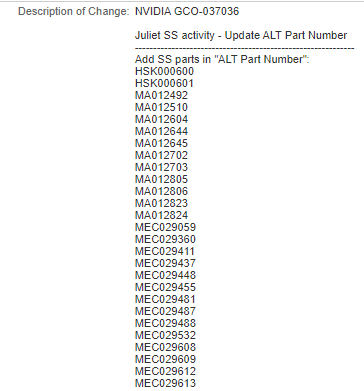 Description of Change: NVIDIA GCO-037036
Juliet SS activity - Update ALT Part Number
------------------------------------------------------------
Add SS parts in "ALT Part Number":
HSK000600
HSK000601
MA012492
MA012510
MA012604
MA012644
MA012645
MA012702
MA012703
MA012805
MA012806
MA012823
MA012824
MEC029059
MEC029360
MEC029411
MEC029437
MEC029448
MEC029455
MEC029481
MEC029487
MEC029488
MEC029532
MEC029608
MEC029609
MEC029612
MEC029613